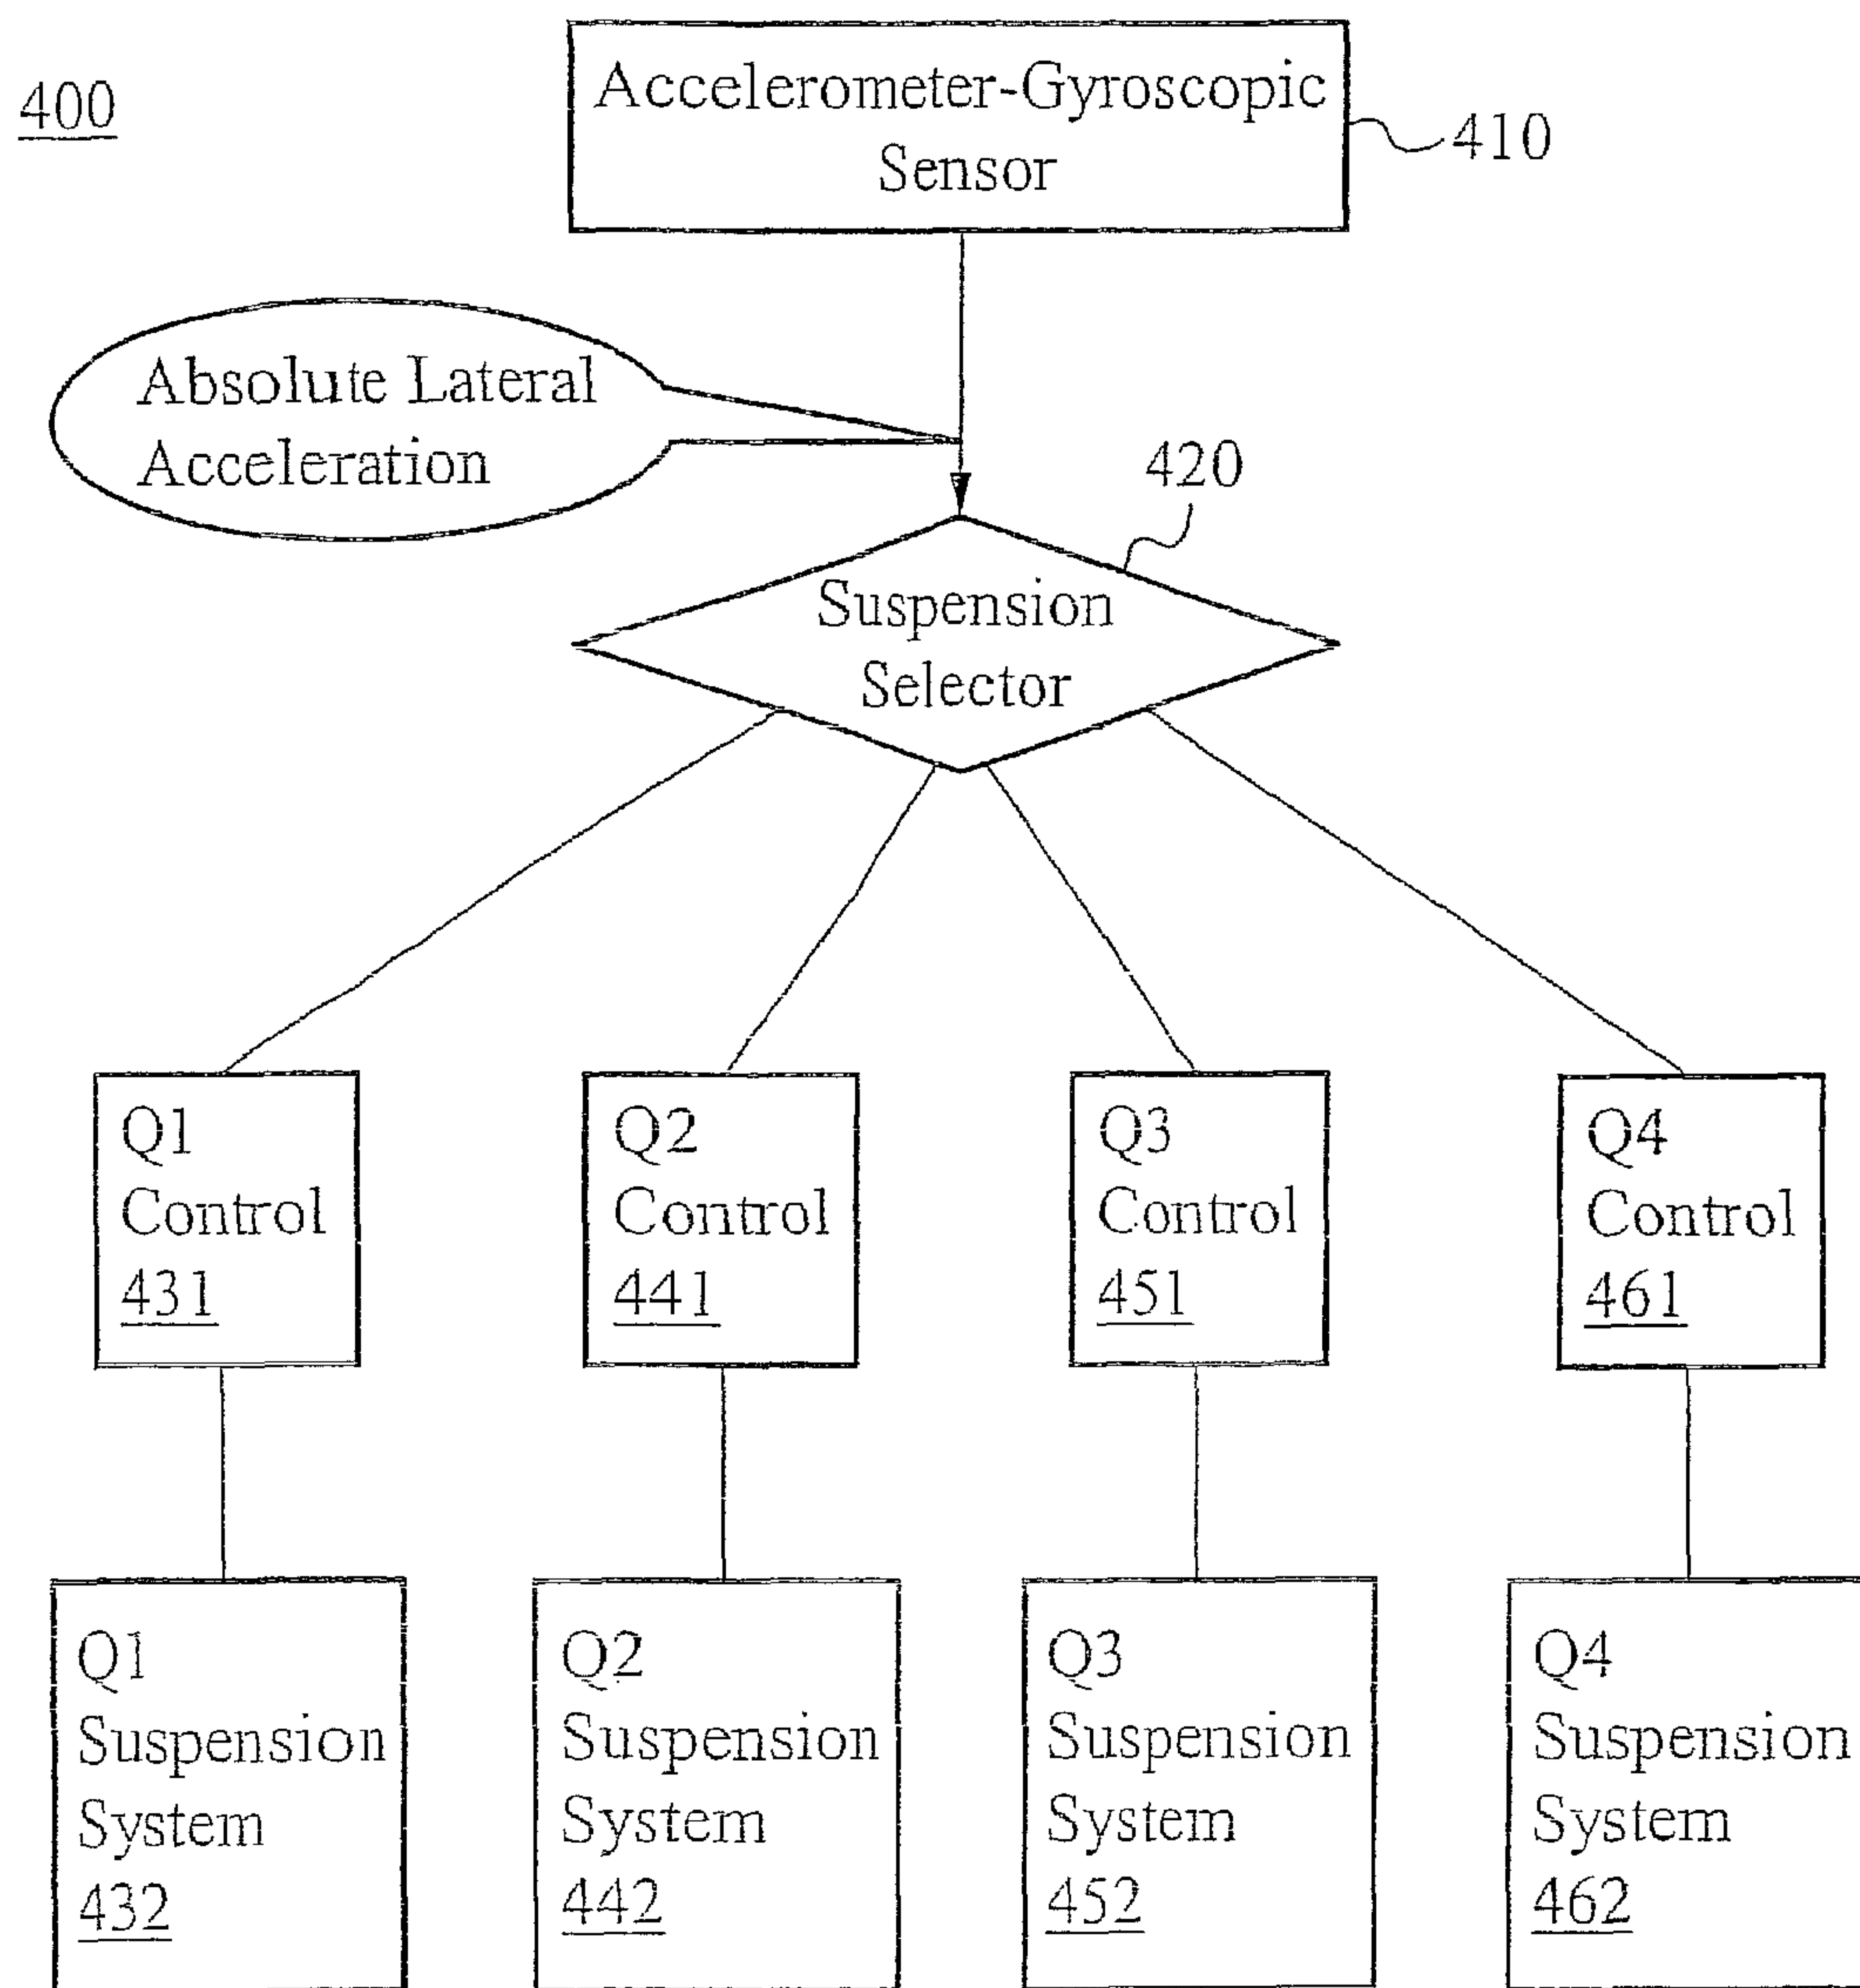 400
Accelerometer-Gyroscopic
Sensor
410
Absolute Lateral
Acceleration
420
Suspension
Selector
Q1
Control
431
Q2
Control
441
Q3
Control
451
Q4
Control
461
Q1
Suspension
System
432
Q2
Suspension
System
442
Q3
Suspension
System
452
Q4
Suspension
System
462